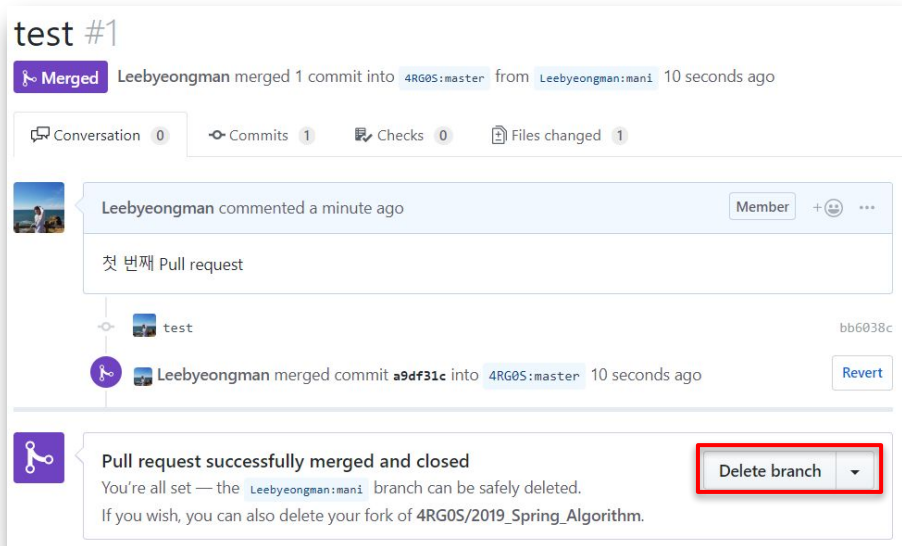 test #1
Merged Leebyeongman merged 1 commit into 4RG0S:master from Leebyeongman:mani 10 seconds ago
Conversation 0 Commits 1 Checks 0 Files changed 1
Leebyeongman commented a minute ago Member
첫 번째 Pull request
test bb6038c
Leebyeongman merged commit a9df31c into 4RG0S:master 10 seconds ago Revert
Pull request successfully merged and closed
Delete branch
You're all set — the Leebyeongman:mani branch can be safely deleted.
If you wish, you can also delete your fork of 4RG0S/2019_Spring_Algorithm.